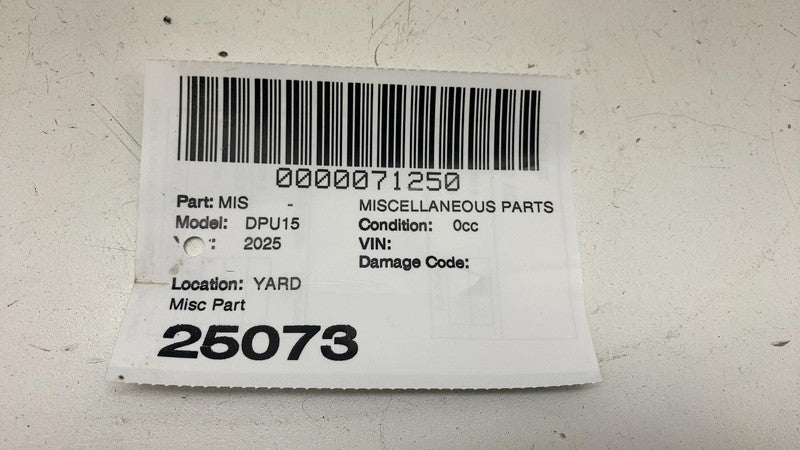 0000071250
Part: MIS - MISCELLANEOUS PARTS
Model: DPU15 Condition: 0cc
: 2025 VIN:
Damage Code:
Location: YARD
Misc Part
25073